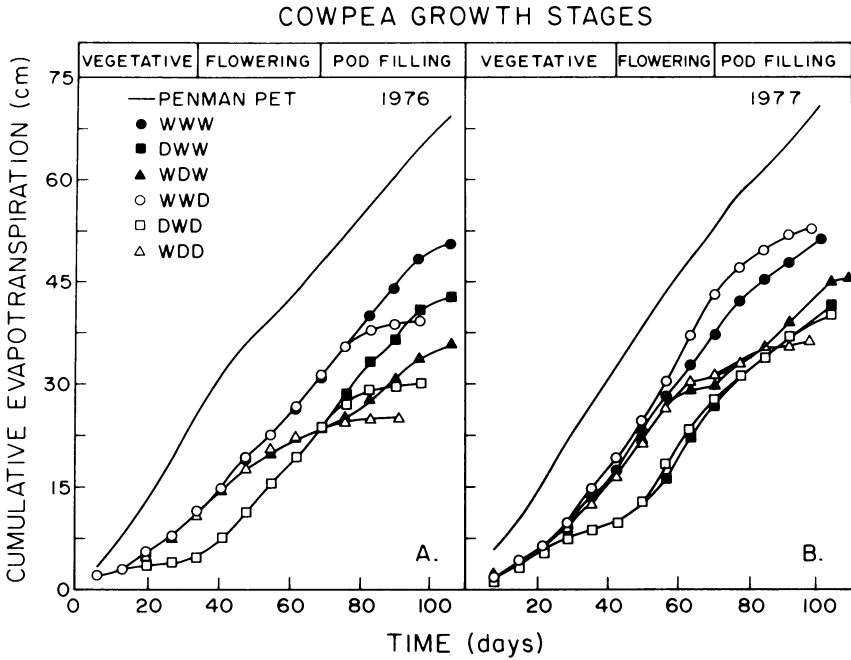 COWPEA GROWTH STAGES
VEGETATIVE FLOWERING POD FILLING VEGETATIVE FLOWERING POD FILLING
75
PENMAN PET 1976 1977
WWW
DWW
WDW
WWD
DWD
WDD
60
45
30
15
0
A. B.
0 20 40 60 80 100 20 40 60 80 100
CUMULATIVE EVAPOTRANSPIRATION (cm)
TIME (days)